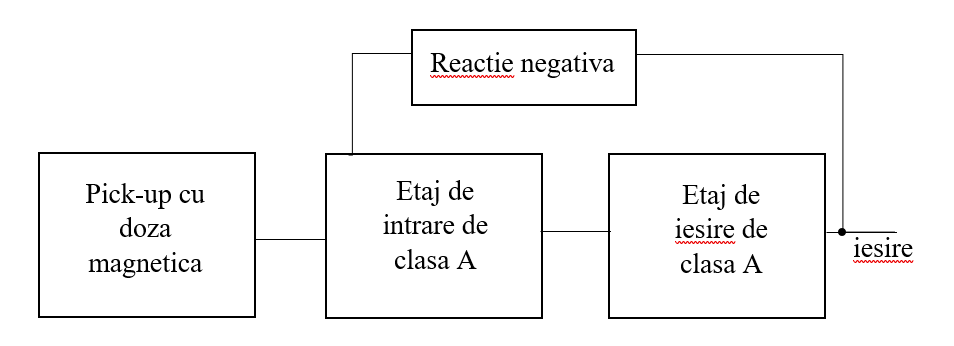 Reactie negativa
Pick-up cu
doza
magnetica
Etaj de
intrare de
clasa A
Etaj de
iesire de
clasa A
iesire